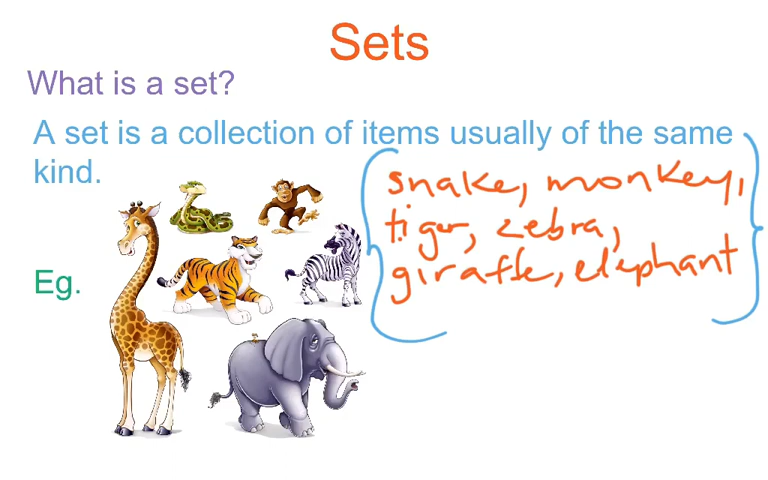 Sets
What is a set?
A set is a collection of items usually of the same
kind.
Eg.
{snake, monkey,
tiger, zebra,
giraffe, elephant}